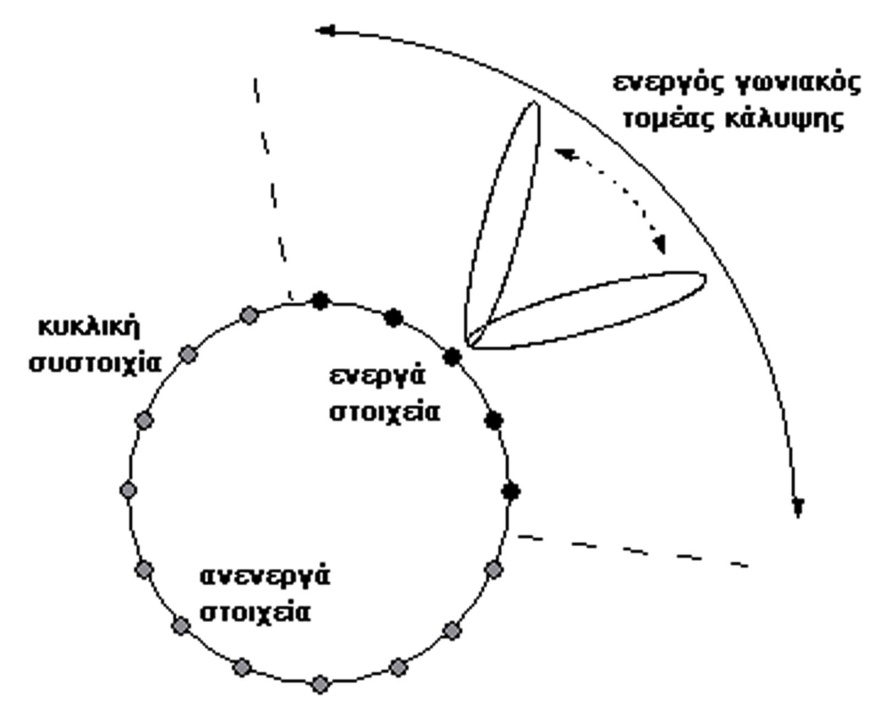 ενεργός γωνιακός
τομέας κάλυψης
κυκλική
συστοιχία
ενεργά
στοιχεία
ανενεργά
στοιχεία